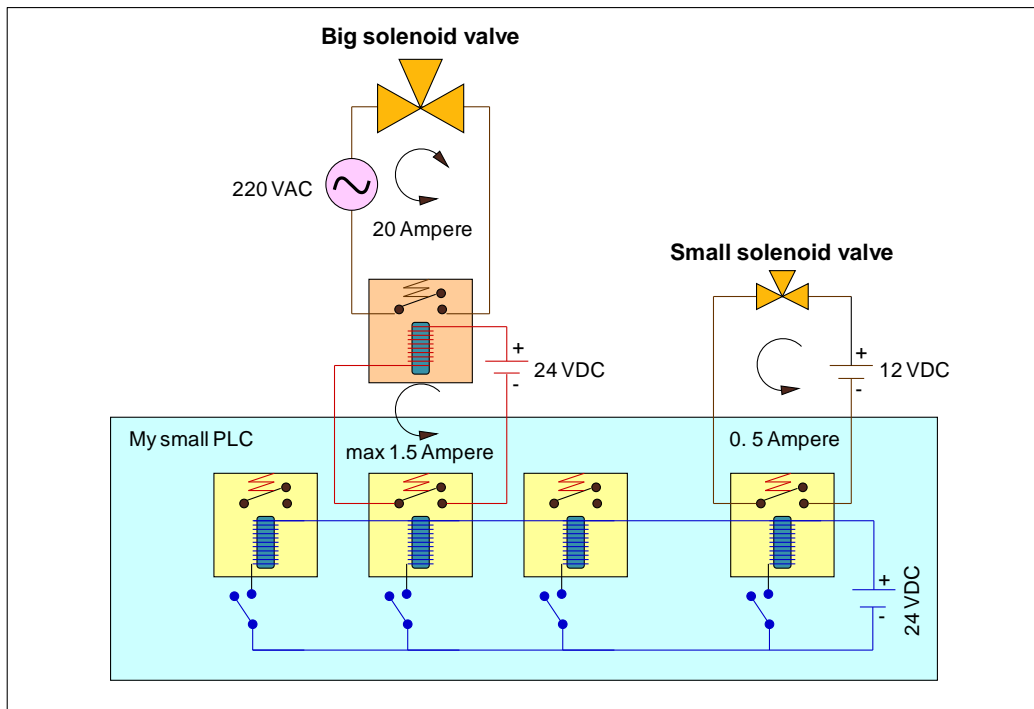 Big solenoid valve
220 VAC
20 Ampere
Small solenoid valve
+
24 VDC
-
+
12 VDC
-
My small PLC
max 1.5 Ampere
0. 5 Ampere
+
24 VDC
-